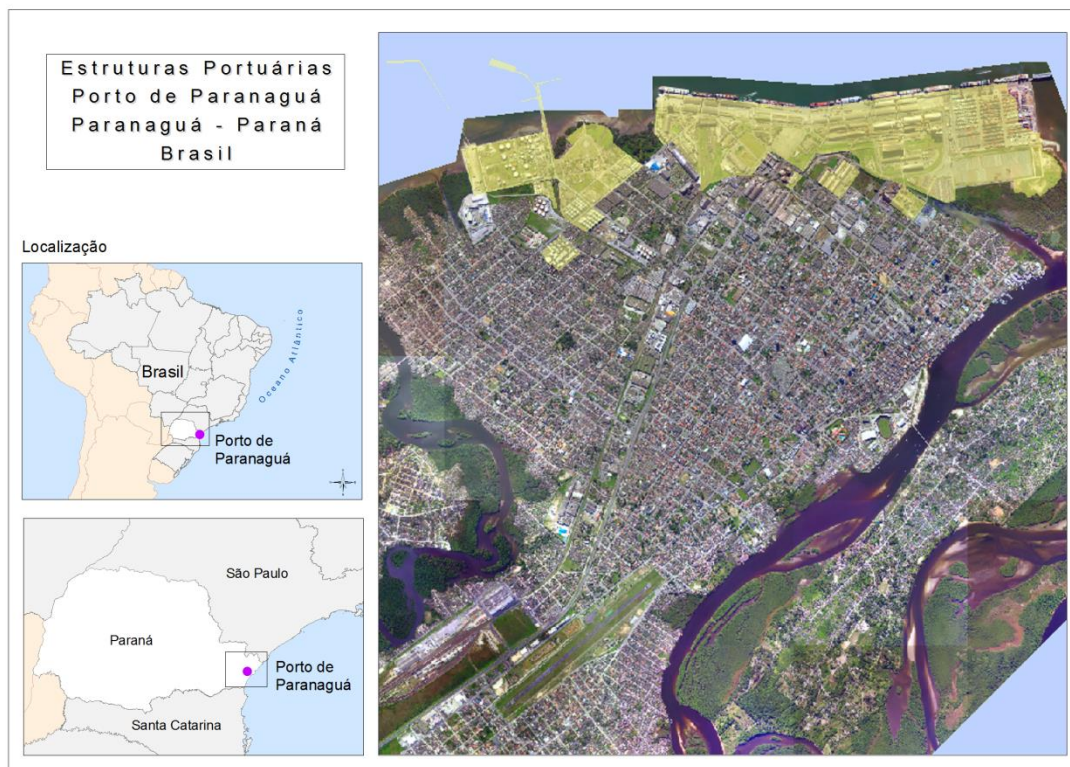 Estruturas Portuárias
Porto de Paranaguá
Paranaguá - Paraná
Brasil
Localização
Brasil
Oceano Atlântico
Porto de
Paranaguá
São Paulo
Paraná
Porto de
Paranaguá
Santa Catarina